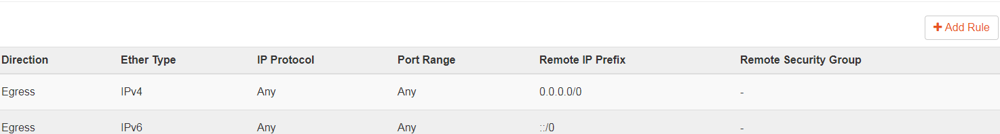 + Add Rule
Direction Ether Type IP Protocol Port Range Remote IP Prefix Remote Security Group
Egress IPv4 Any Any 0.0.0.0/0 -
Egress IPv6 Any Any ::/0 -